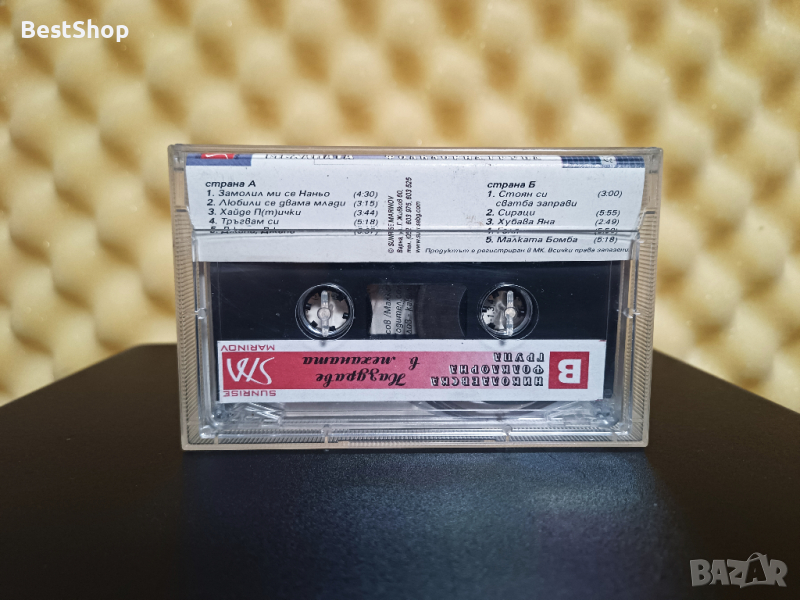 BestShop
страна А
1. Замолил ми се Наньо (4:30)
2. Любили се двама млади (3:15)
3. Хайде П(т)ички (3:44)
4. Тръгвам си (5:18)
© SUNRISE MARINOV
www.sunrisebg.com
страна Б
1. Стоян си (3:00)
сватба заправи
2. Сираци (5:55)
3. Хубава Яна (2:49)
5. Малката Бомба (5:18)
Продуктът е регистриран в МК. Всички права запазени
В
НИКОЛАЕВСКА
ФОЛКЛОРНА
ГРУПА
Наздраве
в механата
SUNRISE
SM
MARINOV
BAZAR